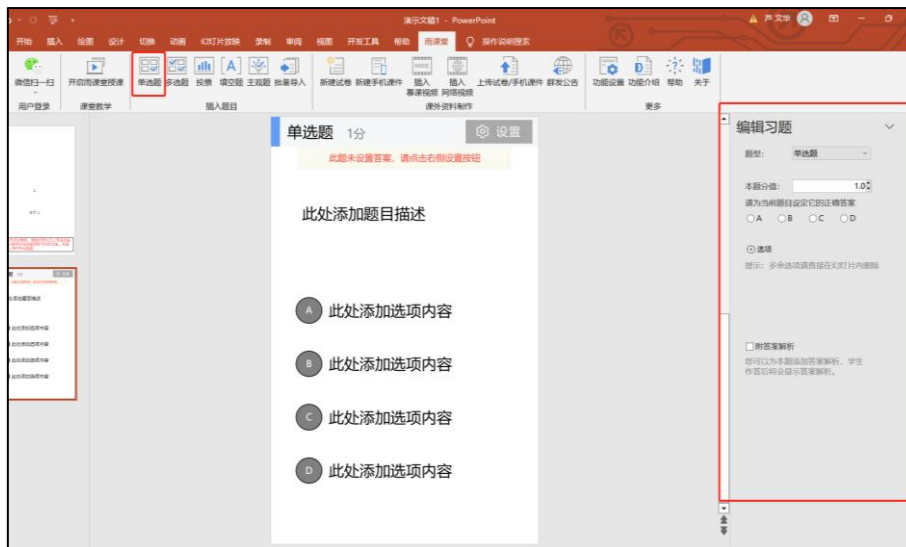 演示文稿1 - PowerPoint
芦 文华
开始 插入 绘图 设计 切换 动画 幻灯片放映 录制 审阅 视图 开发工具 帮助 雨课堂 操作说明搜索
微信扫一扫 开启雨课堂授课 单选题 多选题 投票 填空题 主观题 批量导入 新建试卷 新建手机课件 插入 慕课视频 插入 网络视频 上传试卷/手机课件 群发公告 功能设置 功能介绍 帮助 关于
用户登录 课堂教学 插入题目 课外资料制作 更多
单选题 1分 设置
此题未设置答案，请点击右侧设置按钮
此处添加题目描述
A 此处添加选项内容
B 此处添加选项内容
C 此处添加选项内容
D 此处添加选项内容
编辑习题
题型： 单选题
本题分值： 1.0
请为当前题目设定它的正确答案
A B C D
选项
提示：多余选项请直接在幻灯片内删除
附答案解析
您可以为本题添加答案解析，学生
作答后将会显示答案解析。